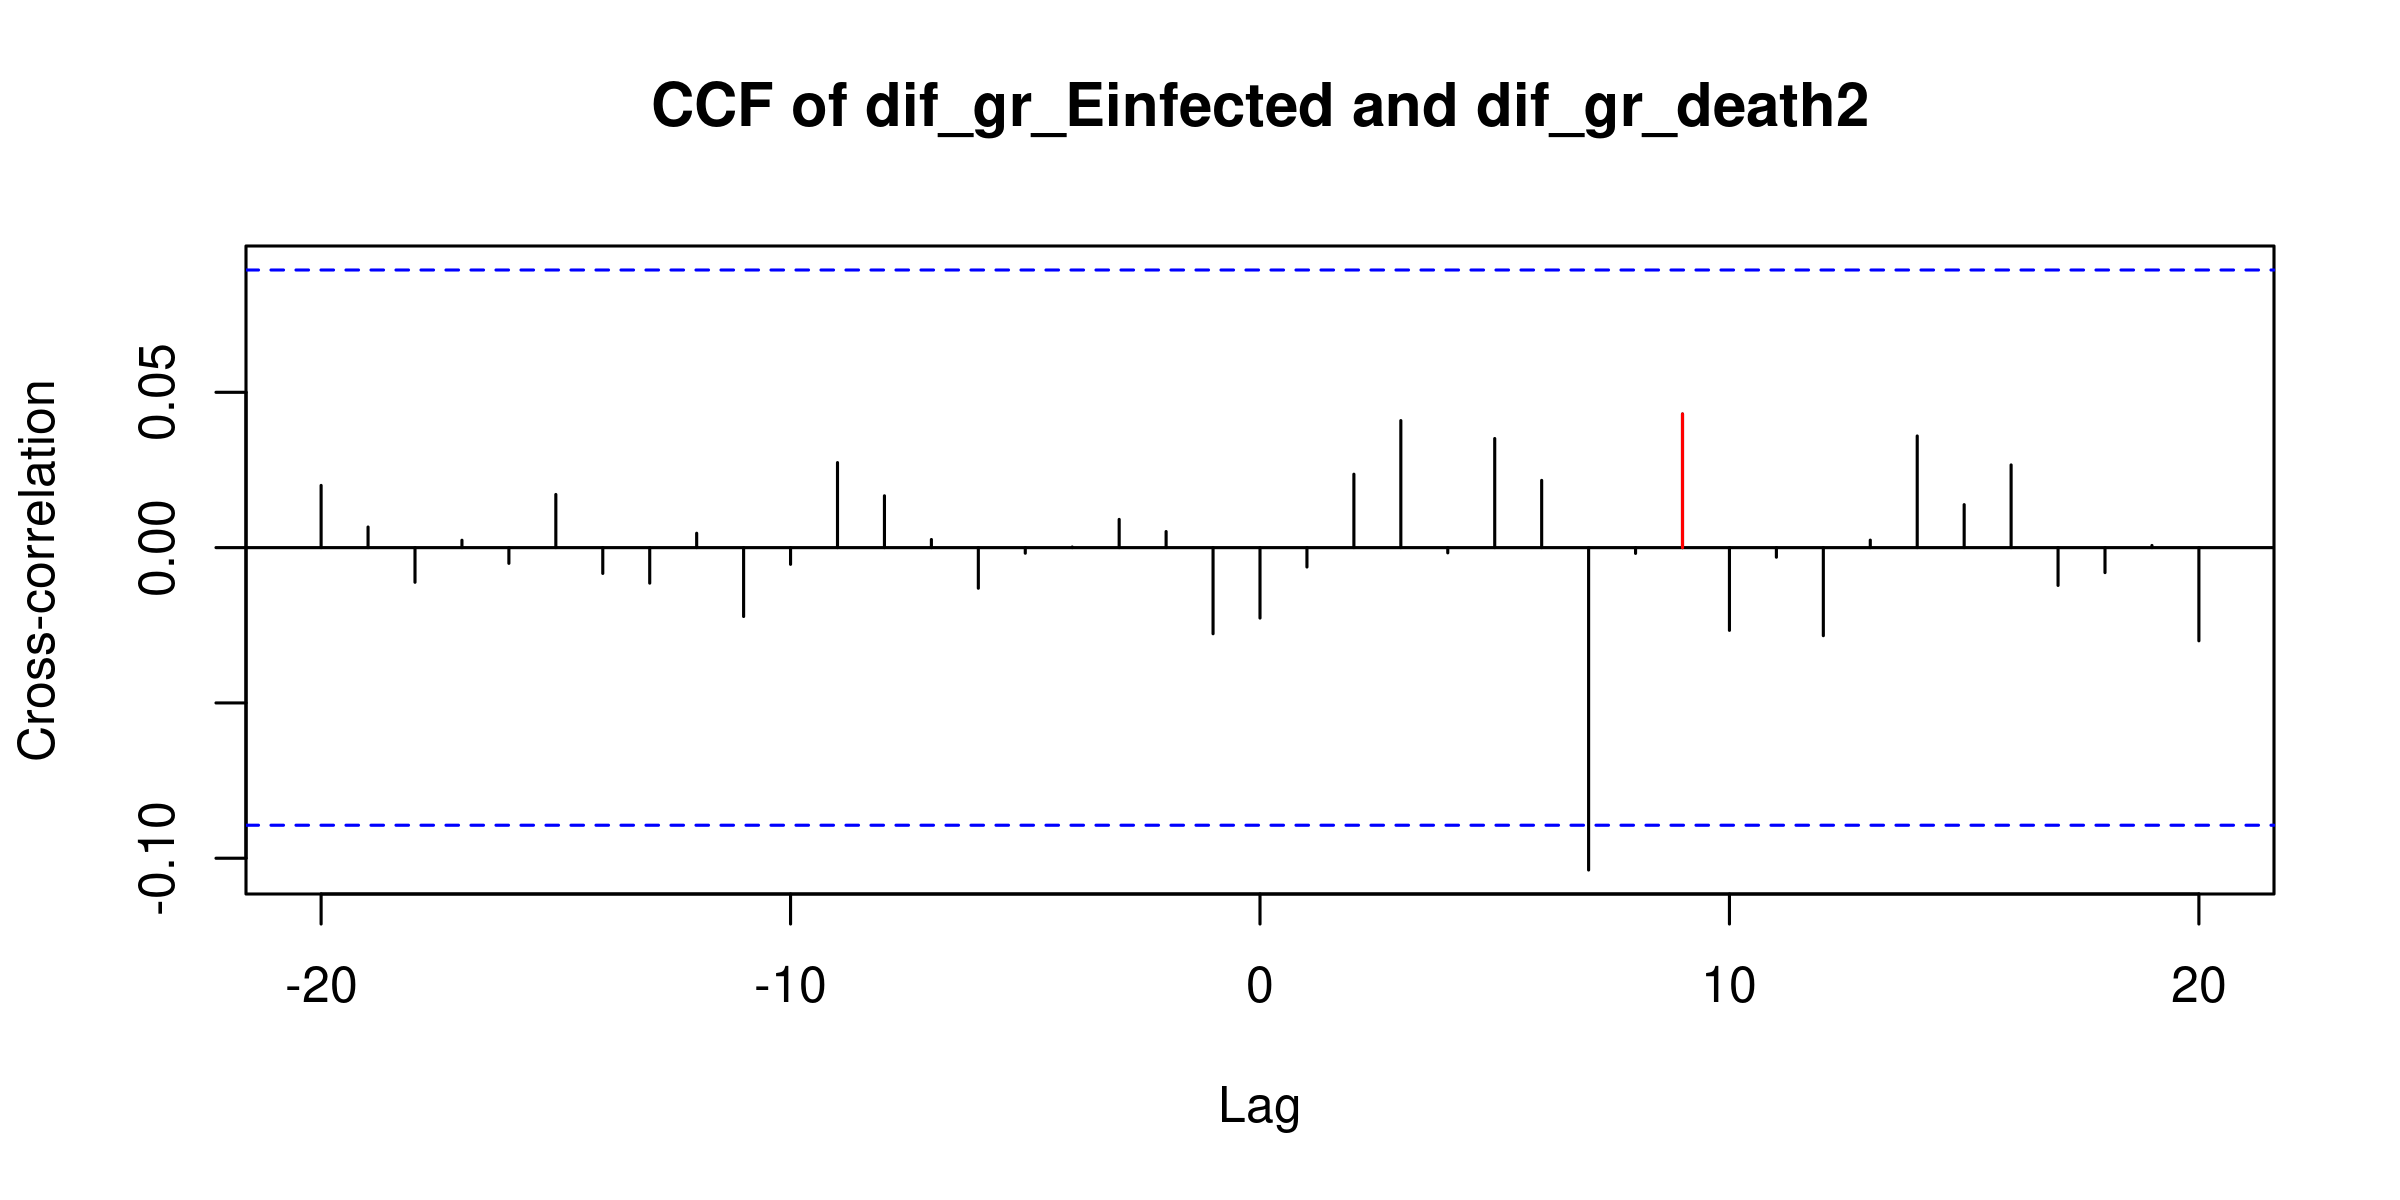 CCF of dif_gr_Einfected and dif_gr_death2
Cross-correlation
0.05
0.00
-0.10
-20
-10
0
10
20
Lag